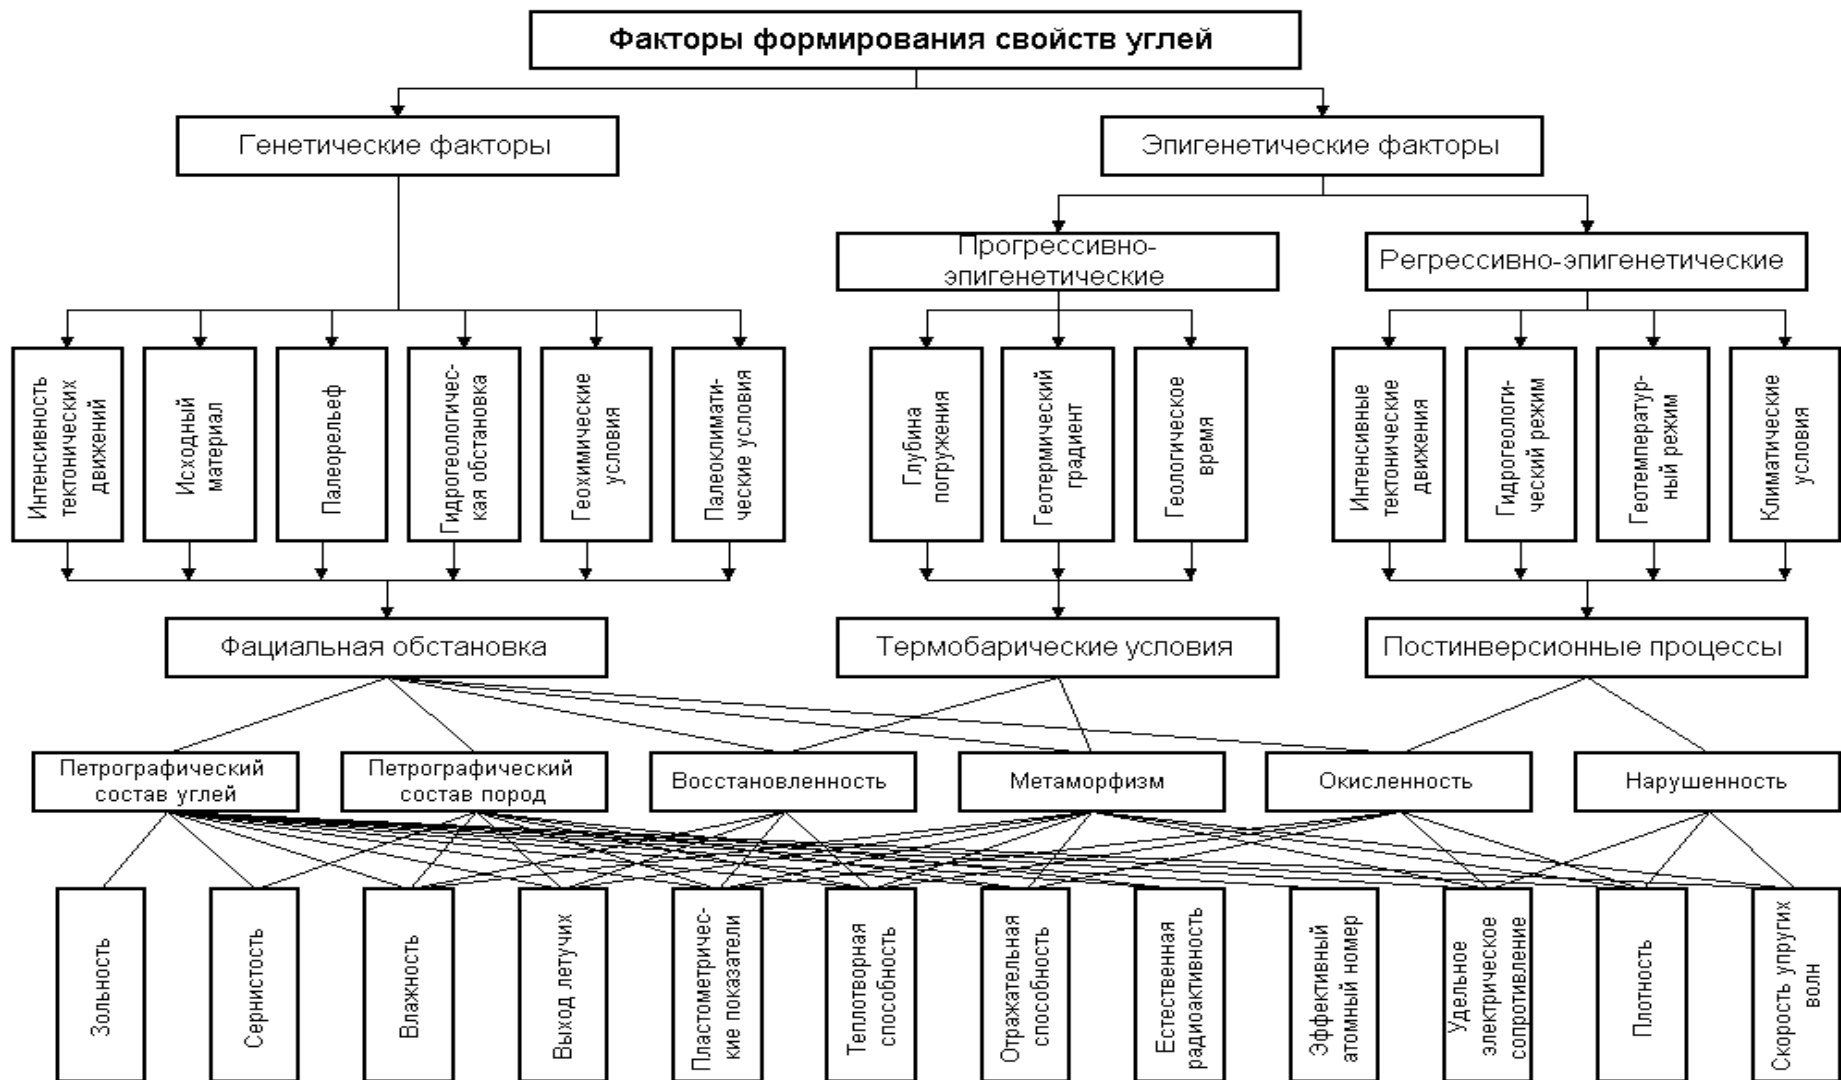 Факторы формирования свойств углей
Генетические факторы
Эпигенетические факторы
Прогрессивно-
эпигенетические
Регрессивно-эпигенетические
Интенсивность
тектонических
движений
Исходный
материал
Палеорельеф
Гидрогеологичес-
кая обстановка
Геохимические
условия
Палеоклимати-
ческие условия
Глубина
погружения
Геотермический
градиент
Геологическое
время
Интенсивные
тектонические
движения
Гидрогеологи-
ческий режим
Геотемператур-
ный режим
Климатические
условия
Фациальная обстановка
Термобарические условия
Постинверсионные процессы
Петрографический
состав углей
Петрографический
состав пород
Восстановленность
Метаморфизм
Окисленность
Нарушенность
Зольность
Сернистость
Влажность
Выход летучих
Пластометричес-
кие показатели
Теплотворная
способность
Отражательная
способность
Естественная
радиоактивность
Эффективный
атомный номер
Удельное
электрическое
сопротивление
Плотность
Скорость упругих
волн